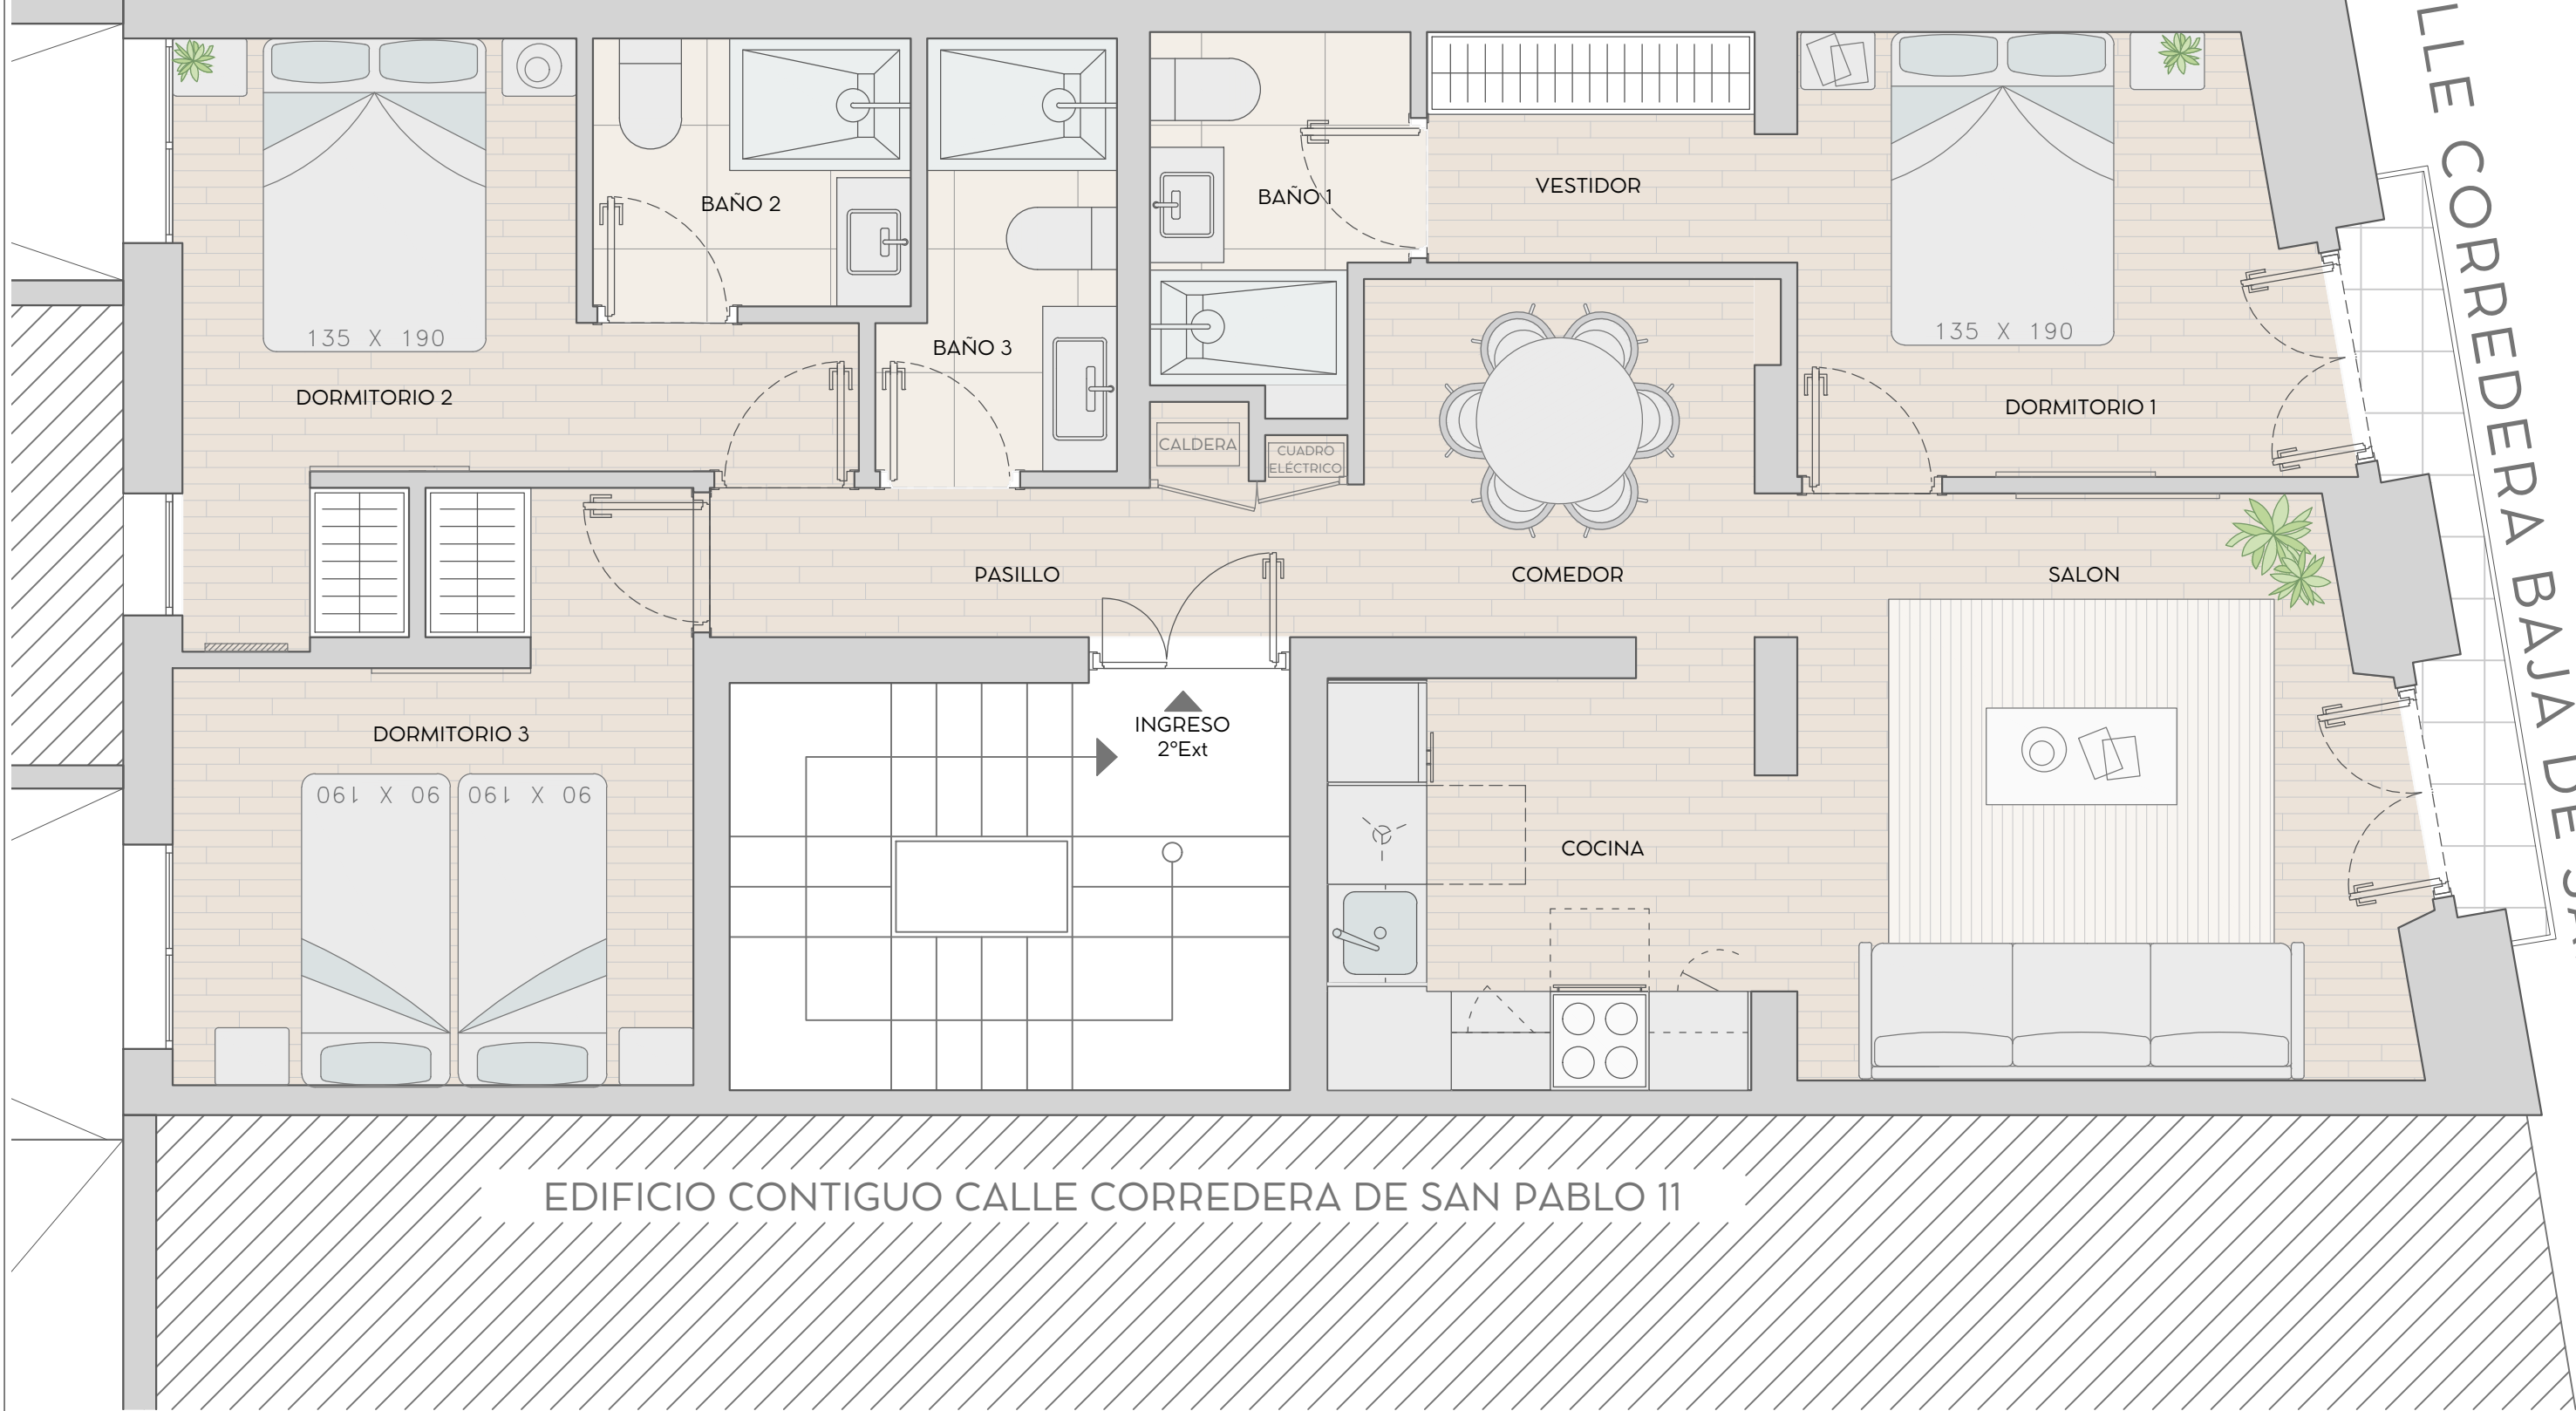 BAÑO 2
BAÑO 1
VESTIDOR
135 X 190
135 X 190
BAÑO 3
DORMITORIO 2
DORMITORIO 1
CALDERA
CUADRO
ELÉCTRICO
PASILLO
COMEDOR
SALON
INGRESO
2°Ext
DORMITORIO 3
90 X 190
90 X 190
COCINA
LLE CORREDERA BAJA DE
EDIFICIO CONTIGUO CALLE CORREDERA DE SAN PABLO 11